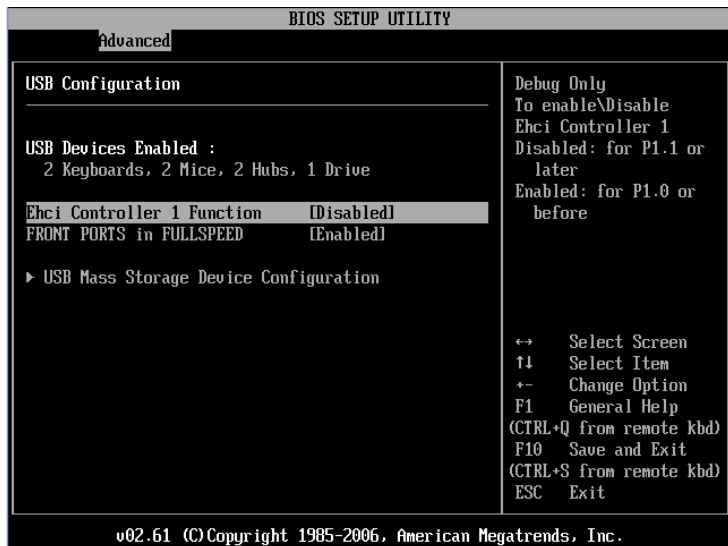 BIOS SETUP UTILITY
Advanced
USB Configuration
USB Devices Enabled :
2 Keyboards, 2 Mice, 2 Hubs, 1 Drive
Ehci Controller 1 Function [Disabled]
FRONT PORTS in FULLSPEED [Enabled]
▶ USB Mass Storage Device Configuration
Debug Only
To enable\Disable
Ehci Controller 1
Disabled: for P1.1 or
later
Enabled: for P1.0 or
before
↔ Select Screen
↑↓ Select Item
+- Change Option
F1 General Help
(CTRL+Q from remote kbd)
F10 Save and Exit
(CTRL+S from remote kbd)
ESC Exit
v02.61 (C)Copyright 1985-2006, American Megatrends, Inc.